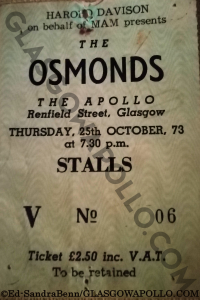 HAROLD DAVISON
on behalf of MAM presents
THE
OSMONDS
THE APOLLO
Renfield Street, Glasgow
THURSDAY, 25th OCTOBER, 73
at 7.30 p.m.
STALLS
V No 06
Ticket £2.50 inc. V.A.T.
To be retained
©Ed-SandraBenn/GLASGOWAPOLLO.COM
GLASGOWAPOLLO.COM